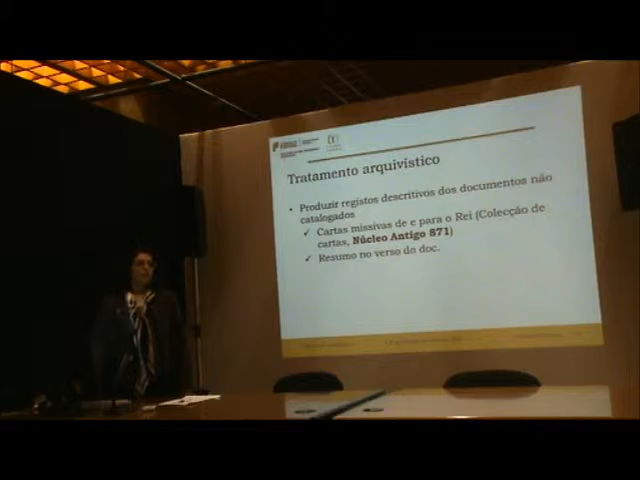 Tratamento arquivístico
• Produzir registos descritivos dos documentos não
catalogados
✓ Cartas missivas de e para o Rei (Colecção de
cartas, Núcleo Antigo 871)
✓ Resumo no verso do doc.